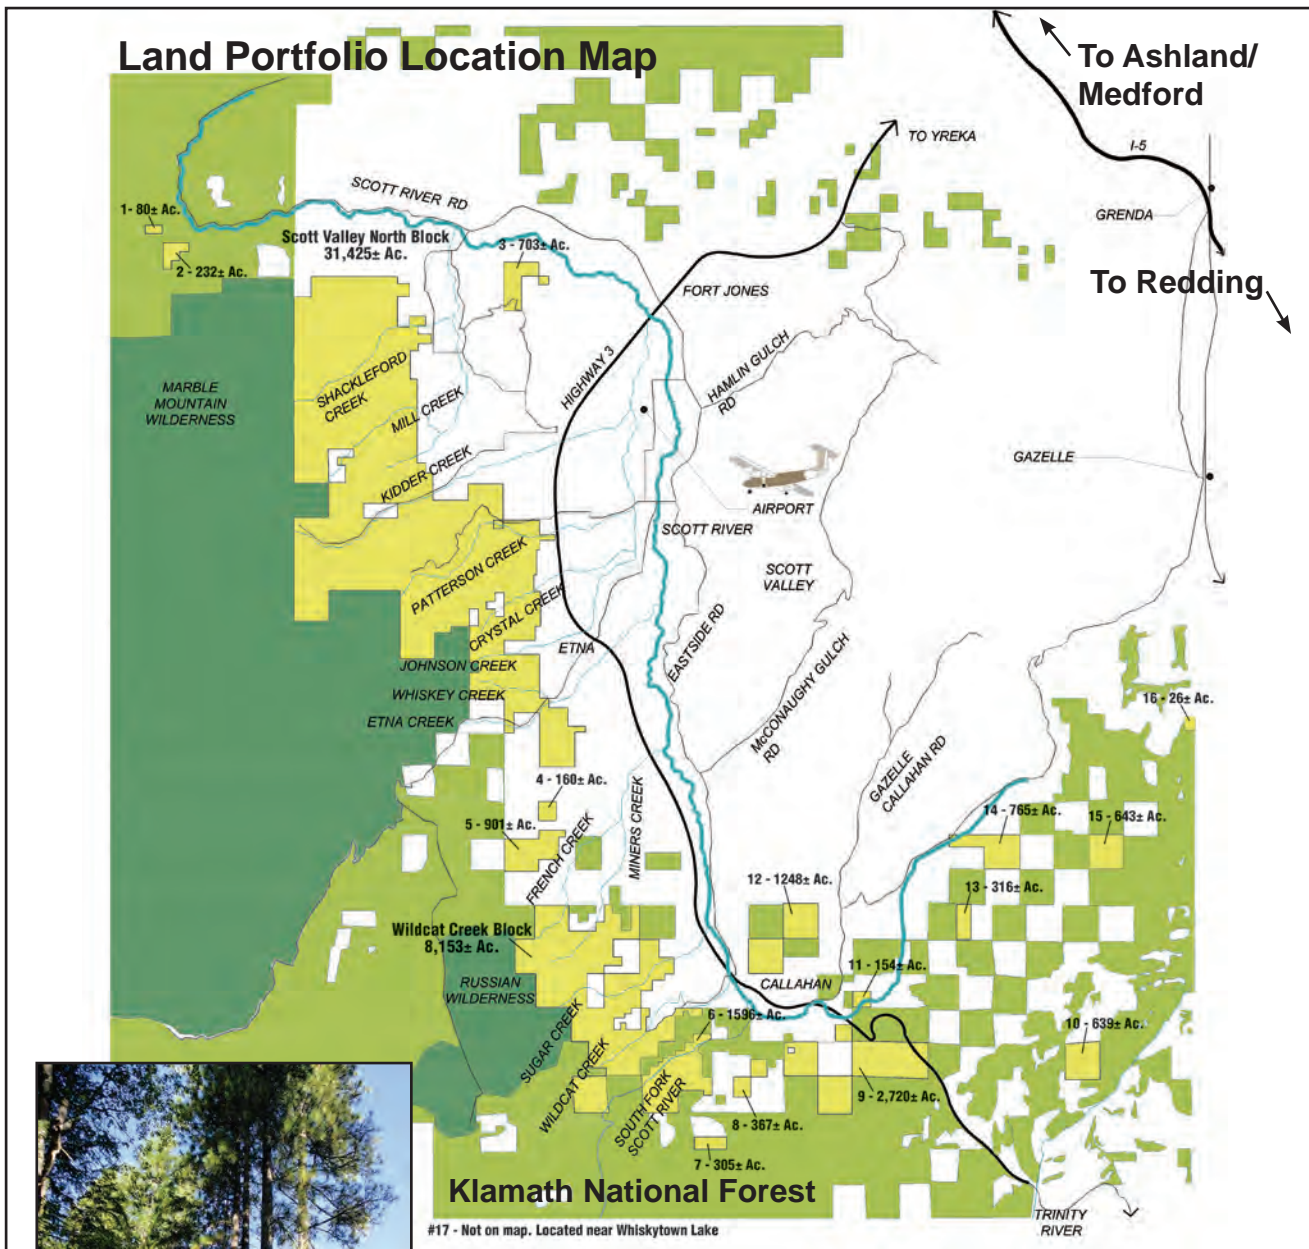 Land Portfolio Location Map
To Ashland/
Medford
I-5
TO YREKA
GRENDA
To Redding
SCOTT RIVER RD
1- 80± Ac.
Scott Valley North Block
31,425± Ac.
3 - 703± Ac.
2 - 232± Ac.
FORT JONES
HIGHWAY 3
HAMLIN GULCH
RD
MARBLE
MOUNTAIN
WILDERNESS
SHACKLEFORD
CREEK
MILL CREEK
KIDDER CREEK
GAZELLE
AIRPORT
SCOTT RIVER
SCOTT
VALLEY
PATTERSON CREEK
CRYSTAL CREEK
ETNA
EASTSIDE RD
JOHNSON CREEK
WHISKEY CREEK
ETNA CREEK
McCONAUGHY GULCH
RD
16 - 26± Ac.
GAZELLE
CALLAHAN RD
4 - 160± Ac.
5 - 901± Ac.
FRENCH CREEK
MINERS CREEK
14 - 765± Ac.
15 - 643± Ac.
12 - 1248± Ac.
13 - 316± Ac.
Wildcat Creek Block
8,153± Ac.
RUSSIAN
WILDERNESS
CALLAHAN
11 - 154± Ac.
6 - 1596± Ac.
10 - 639± Ac.
SUGAR CREEK
WILDCAT CREEK
SOUTH FORK
SCOTT RIVER
9 - 2,720± Ac.
8 - 367± Ac.
7 - 305± Ac.
Klamath National Forest
TRINITY
RIVER
#17 - Not on map. Located near Whiskytown Lake